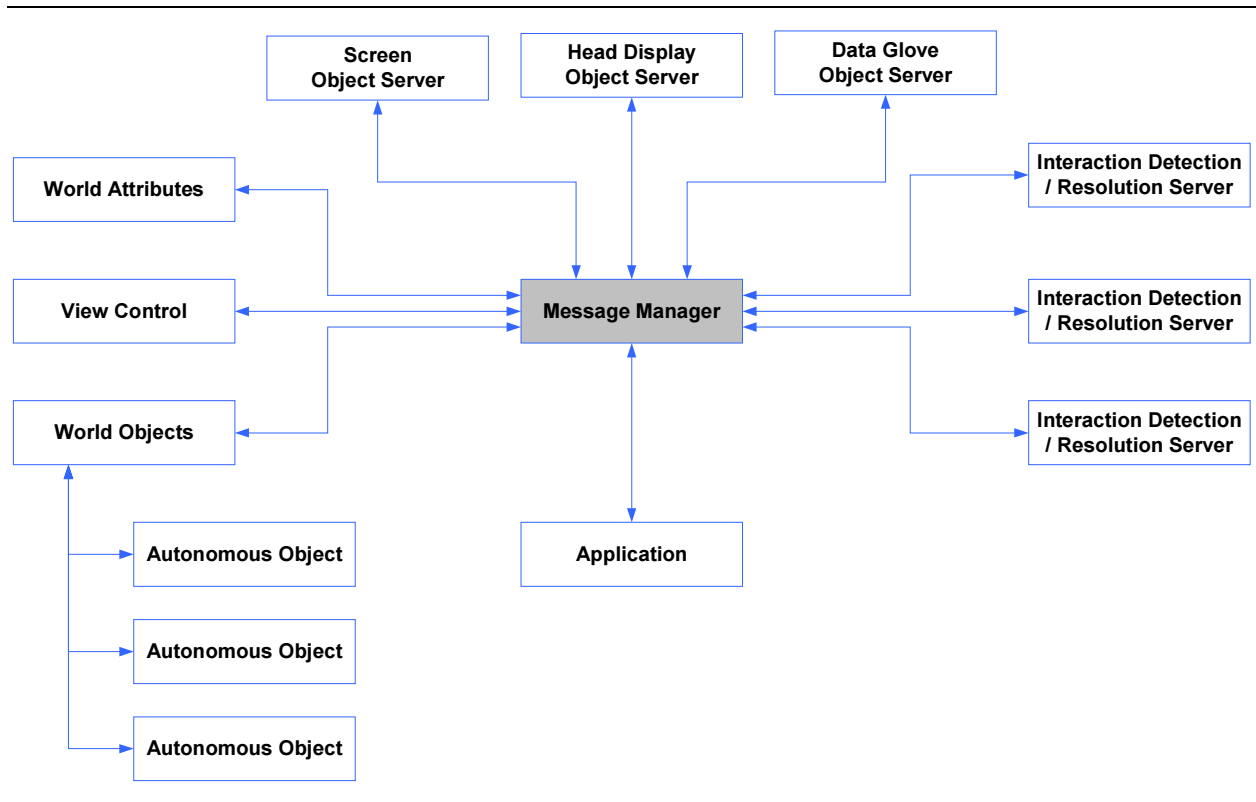 Screen
Object Server
Head Display
Object Server
Data Glove
Object Server
World Attributes
Interaction Detection
/ Resolution Server
View Control
Message Manager
Interaction Detection
/ Resolution Server
World Objects
Interaction Detection
/ Resolution Server
Autonomous Object
Application
Autonomous Object
Autonomous Object